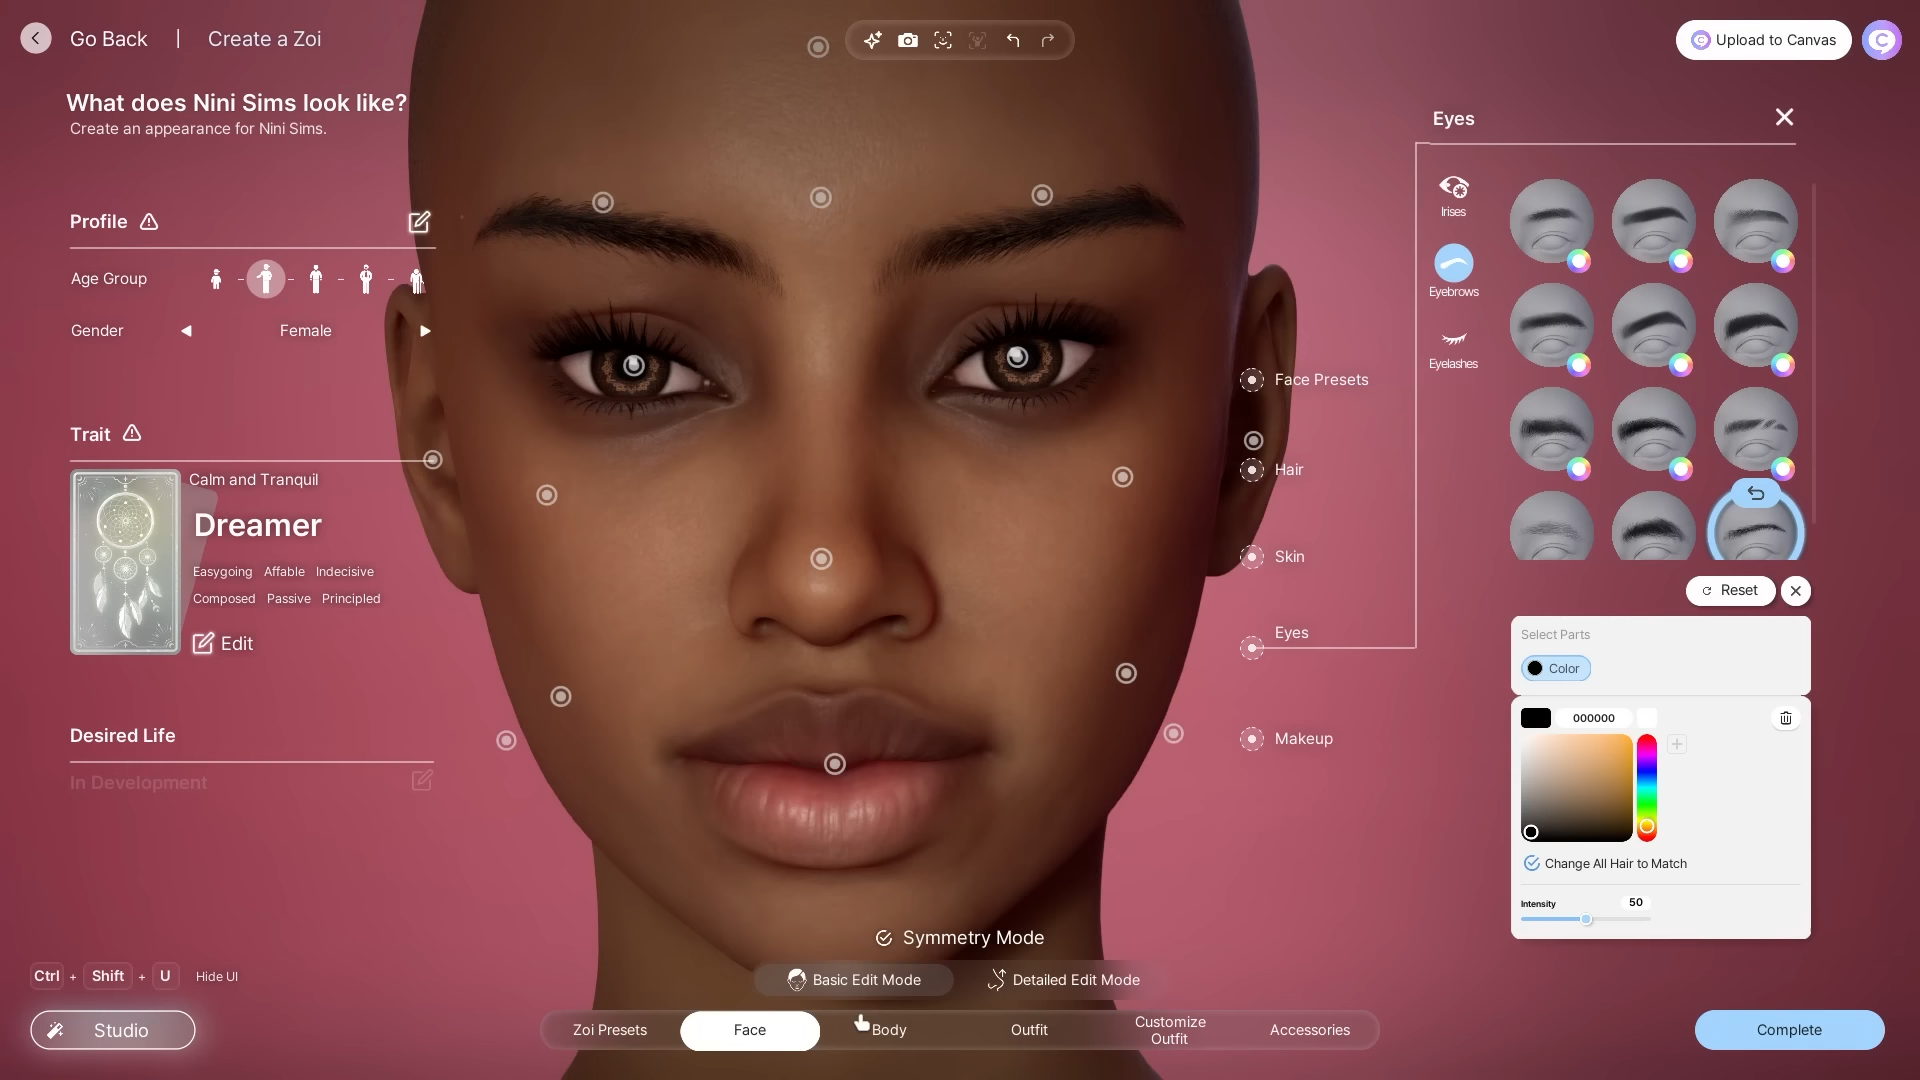 Go Back | Create a Zoi
Upload to Canvas
What does Nini Sims look like?
Create an appearance for Nini Sims.
Profile
Age Group
Gender Female
Trait
Calm and Tranquil
Dreamer
Easygoing Affable Indecisive
Composed Passive Principled
Edit
Desired Life
In Development
Ctrl + Shift + U Hide UI
Studio
Face Presets
Hair
Skin
Eyes
Makeup
Eyes
Irises
Eyebrows
Eyelashes
Reset
Select Parts
Color
000000
Change All Hair to Match
Intensity 50
Symmetry Mode
Basic Edit Mode Detailed Edit Mode
Zoi Presets Face Body Outfit Customize Outfit Accessories
Complete